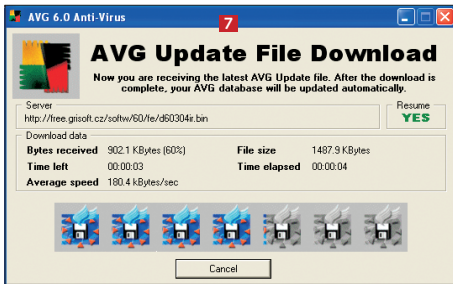 AVG 6.0 Anti-Virus
7
AVG Update File Download
Now you are receiving the latest AVG Update file. After the download is
complete, your AVG database will be updated automatically.
Server
http://free.grisoft.cz/softw/60/fe/d60304ir.bin
Resume
YES
Download data
Bytes received 902.1 KBytes (60%) File size 1487.9 KBytes
Time left 00:00:03 Time elapsed 00:00:04
Average speed 180.4 kBytes/sec
Cancel